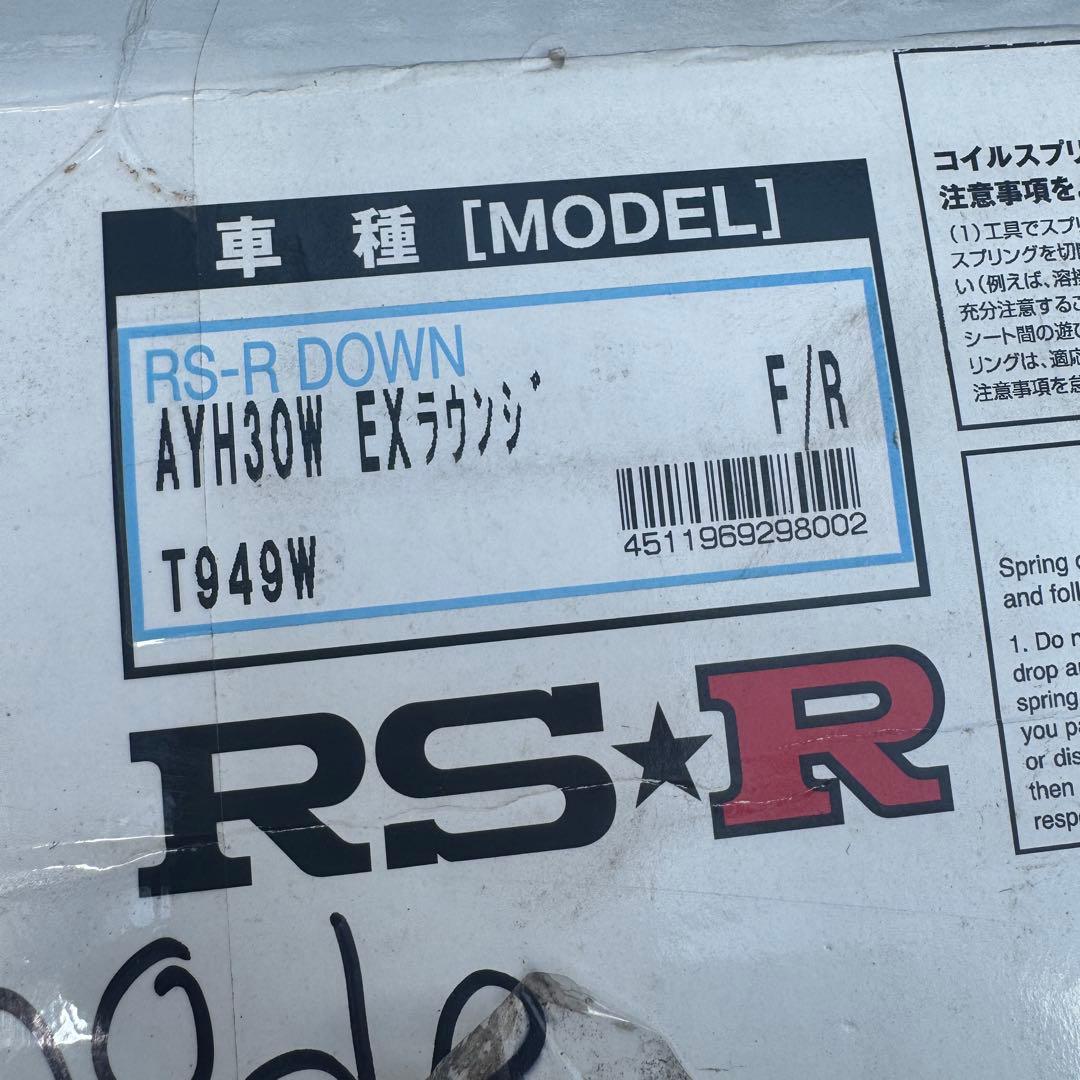 車種 [MODEL]
RS-R DOWN
AYH30W EXラウンジ
F/R
4511969298002
T949W
RS★R
コイルスプリ
注意事項を
(1)工具でスプリ
スプリングを切
い(例えば、溶接
充分注意するこ
シート間の遊び
リングは、適応
注意事項を怠
Spring
and foll
1. Do
drop
spring
you
or dis
then
resp